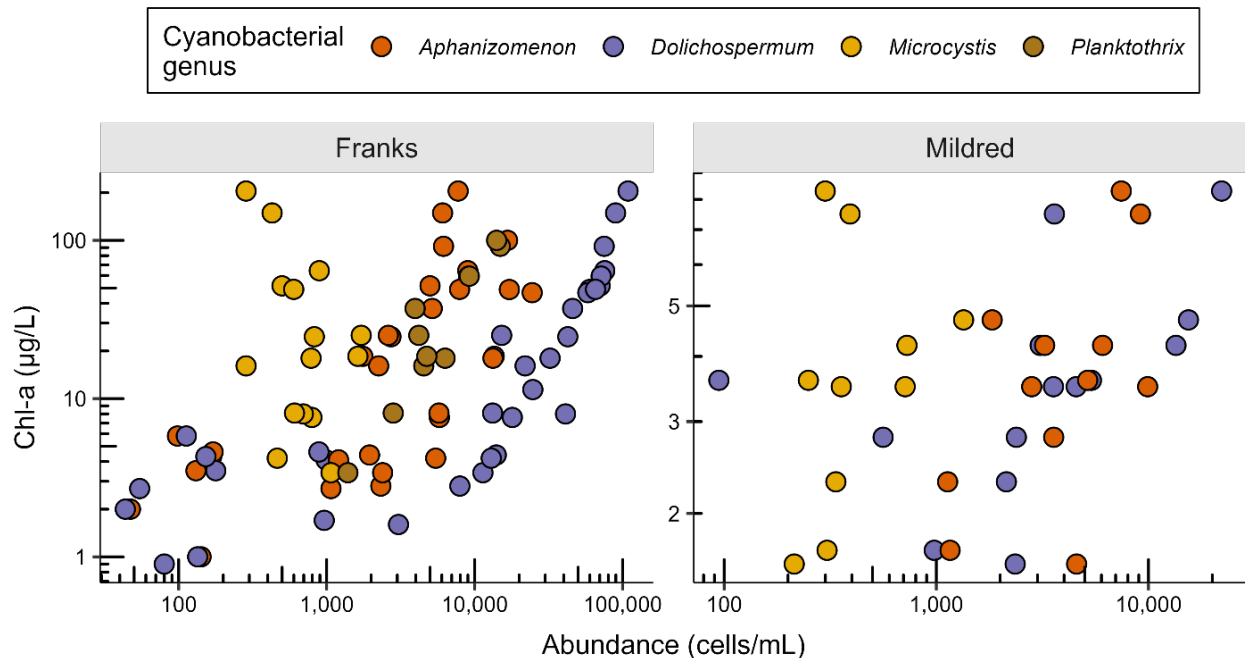 Cyanobacterial
genus
Aphanizomenon
Dolichospermum
Microcystis
Planktothrix
Franks
Mildred
Chl-a (µg/L)
100
10
1
5
3
2
100
1,000
10,000
100,000
100
1,000
10,000
Abundance (cells/mL)